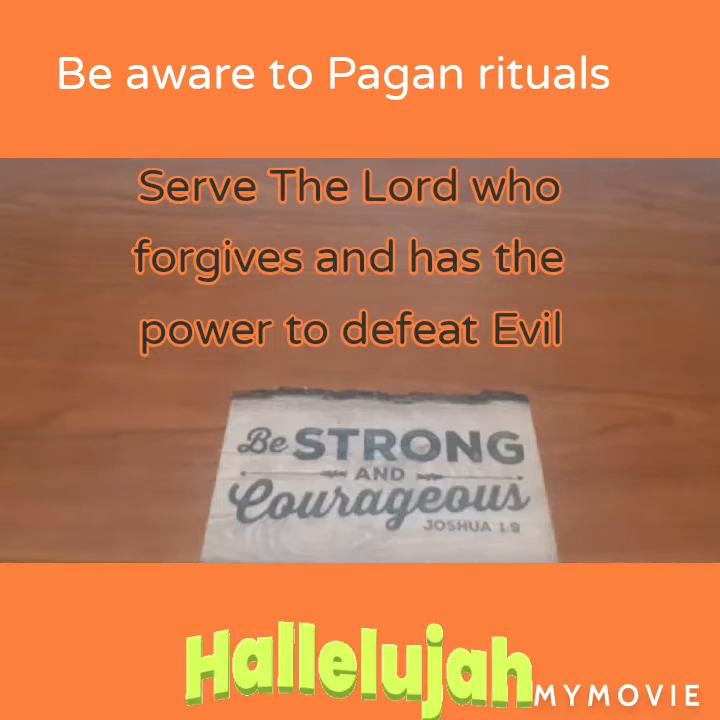 Be aware to Pagan rituals
Serve The Lord who
forgives and has the
power to defeat Evil
Be STRONG
AND
Courageous
JOSHUA 1:9
Hallelujah
MYMOVIE